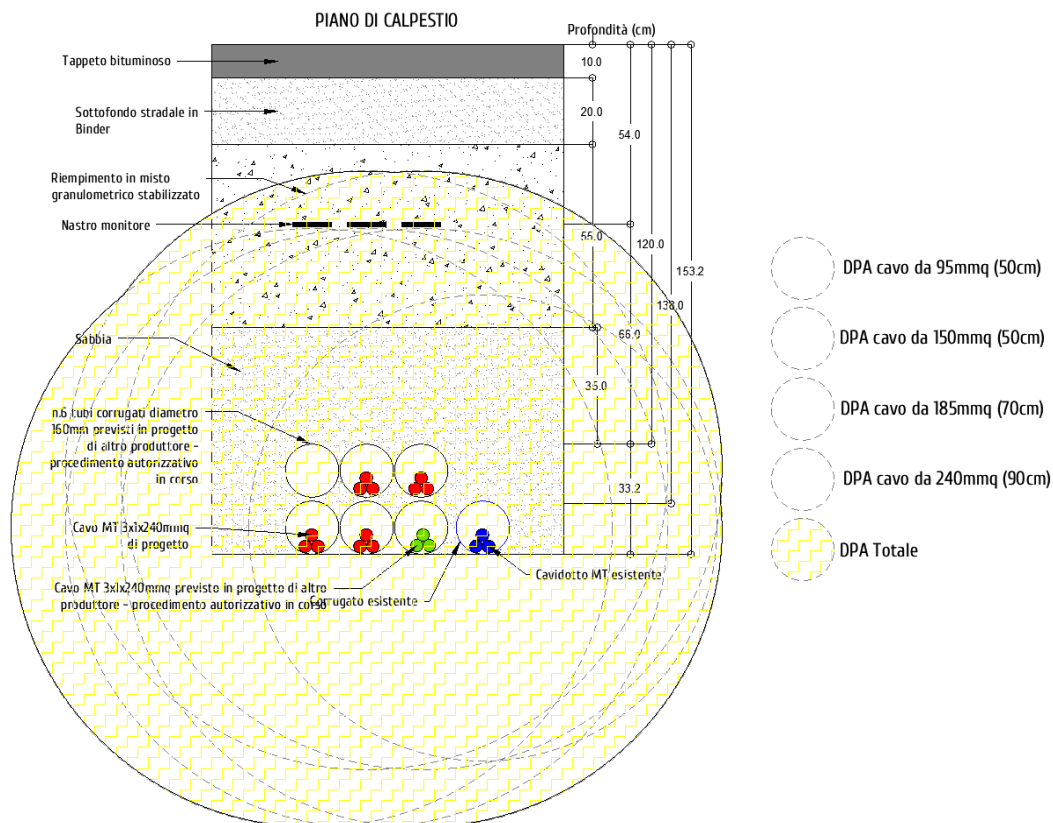 PIANO DI CALPESTIO
Profondità (cm)
Tappeto bituminoso
10.0
Sottofondo stradale in
Binder
20.0
54.0
Riempimento in misto
granulometrico stabilizzato
Nastro monitore
55.0
120.0
153.2
138.0
66.0
Sabbia
35.0
n.6 tubi corrugati diametro
160mm previsti in progetto
di altro produttore -
procedimento autorizzativo
in corso
33.2
Cavo MT 3x1x240mmq
di progetto
Cavo MT 3x1x240mmq previsto in progetto di altro
produttore - procedimento autorizzativo in corso
Corrugato esistente
Cavidotto MT esistente
DPA cavo da 95mmq (50cm)
DPA cavo da 150mmq (50cm)
DPA cavo da 185mmq (70cm)
DPA cavo da 240mmq (90cm)
DPA Totale